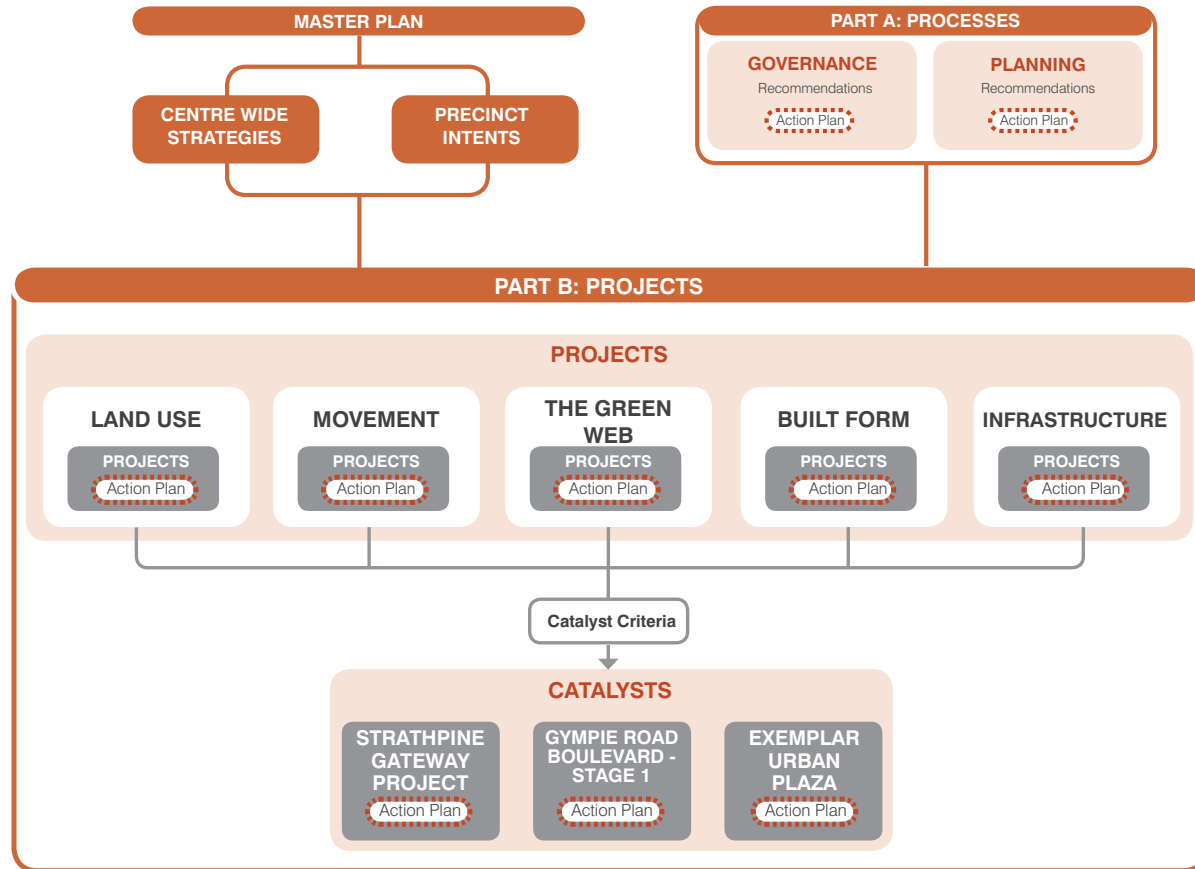 MASTER PLAN
CENTRE WIDE
STRATEGIES
PRECINCT
INTENTS
PART A: PROCESSES
GOVERNANCE
Recommendations
Action Plan
PLANNING
Recommendations
Action Plan
PART B: PROJECTS
PROJECTS
LAND USE
PROJECTS
Action Plan
MOVEMENT
PROJECTS
Action Plan
THE GREEN
WEB
PROJECTS
Action Plan
BUILT FORM
PROJECTS
Action Plan
INFRASTRUCTURE
PROJECTS
Action Plan
Catalyst Criteria
CATALYSTS
STRATHPINE
GATEWAY
PROJECT
Action Plan
GYMPIE ROAD
BOULEVARD -
STAGE 1
Action Plan
EXEMPLAR
URBAN
PLAZA
Action Plan